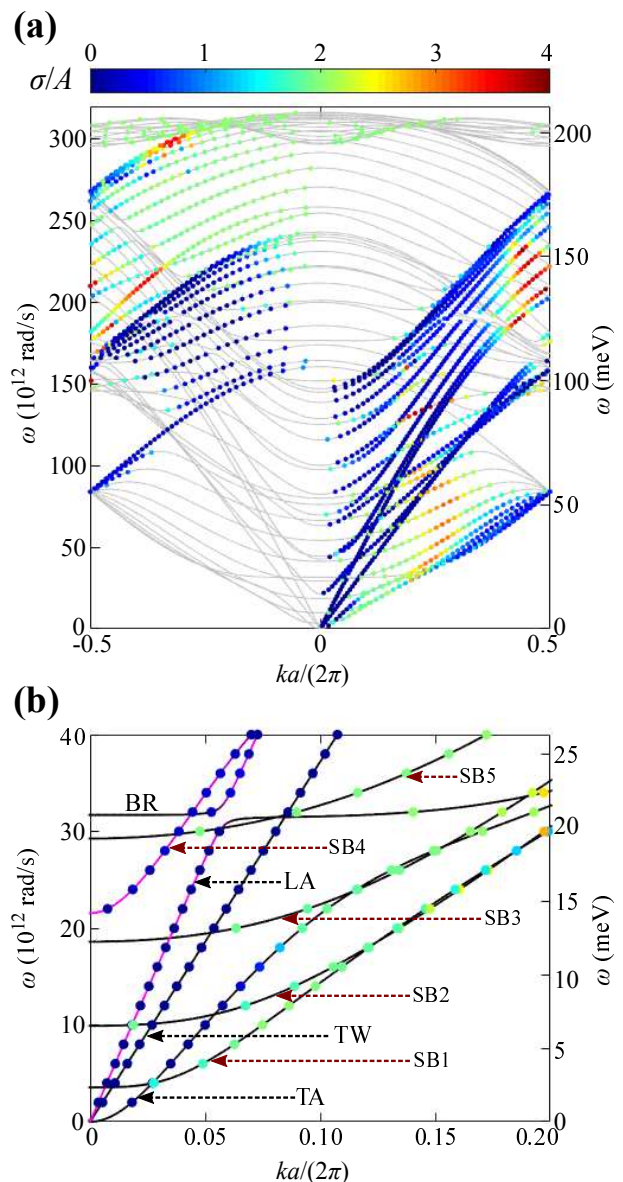 (a)
0 1 2 3 4
σ/A
300
250
200
150
100
50
0
ω (10¹² rad/s)
200
150
100
50
0
ω (meV)
-0.5 0 0.5
ka/(2π)
(b)
40
30
20
10
0
ω (10¹² rad/s)
25
20
15
10
5
0
ω (meV)
BR
SB5
SB4
LA
SB3
SB2
TW
SB1
TA
0 0.05 0.10 0.15 0.20
ka/(2π)